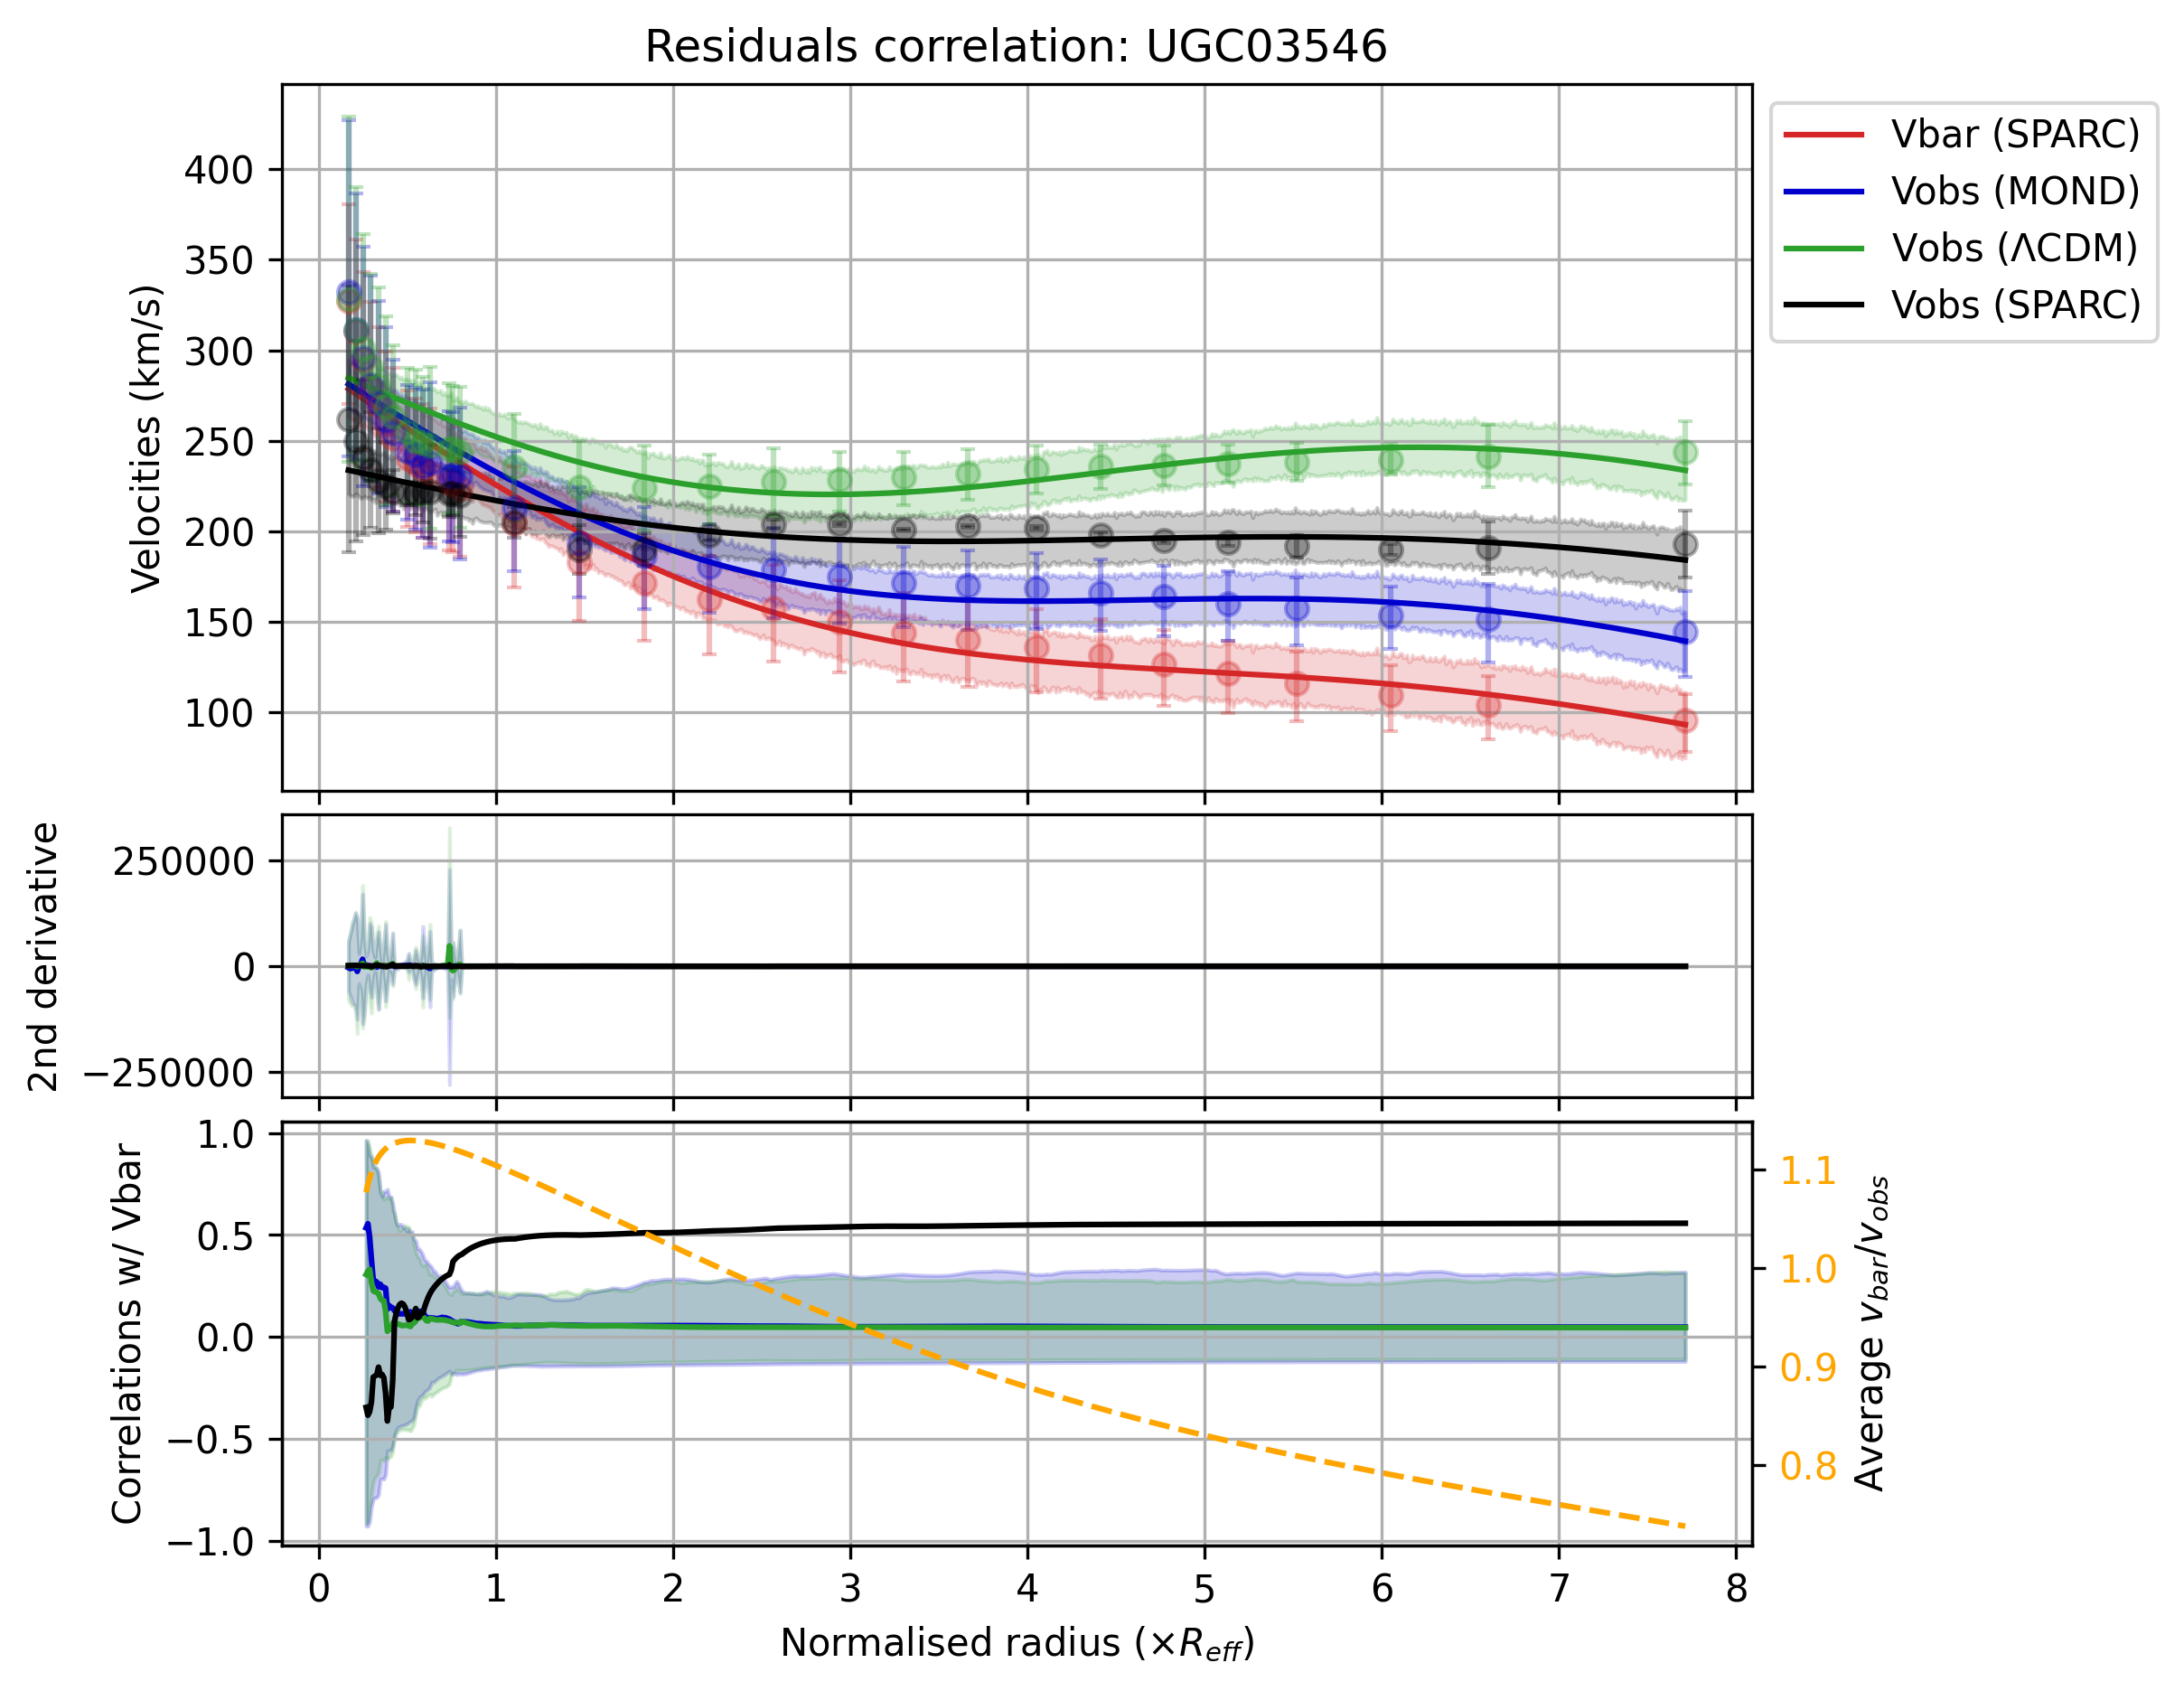 Residuals correlation: UGC03546
Velocities (km/s)
400
350
300
250
200
150
100
Vbar (SPARC)
Vobs (MOND)
Vobs (ΛCDM)
Vobs (SPARC)
2nd derivative
250000
0
−250000
Correlations w/ Vbar
1.0
0.5
0.0
−0.5
−1.0
1.1
1.0
0.9
0.8
Average v_bar/v_obs
0 1 2 3 4 5 6 7 8
Normalised radius (×R_eff)